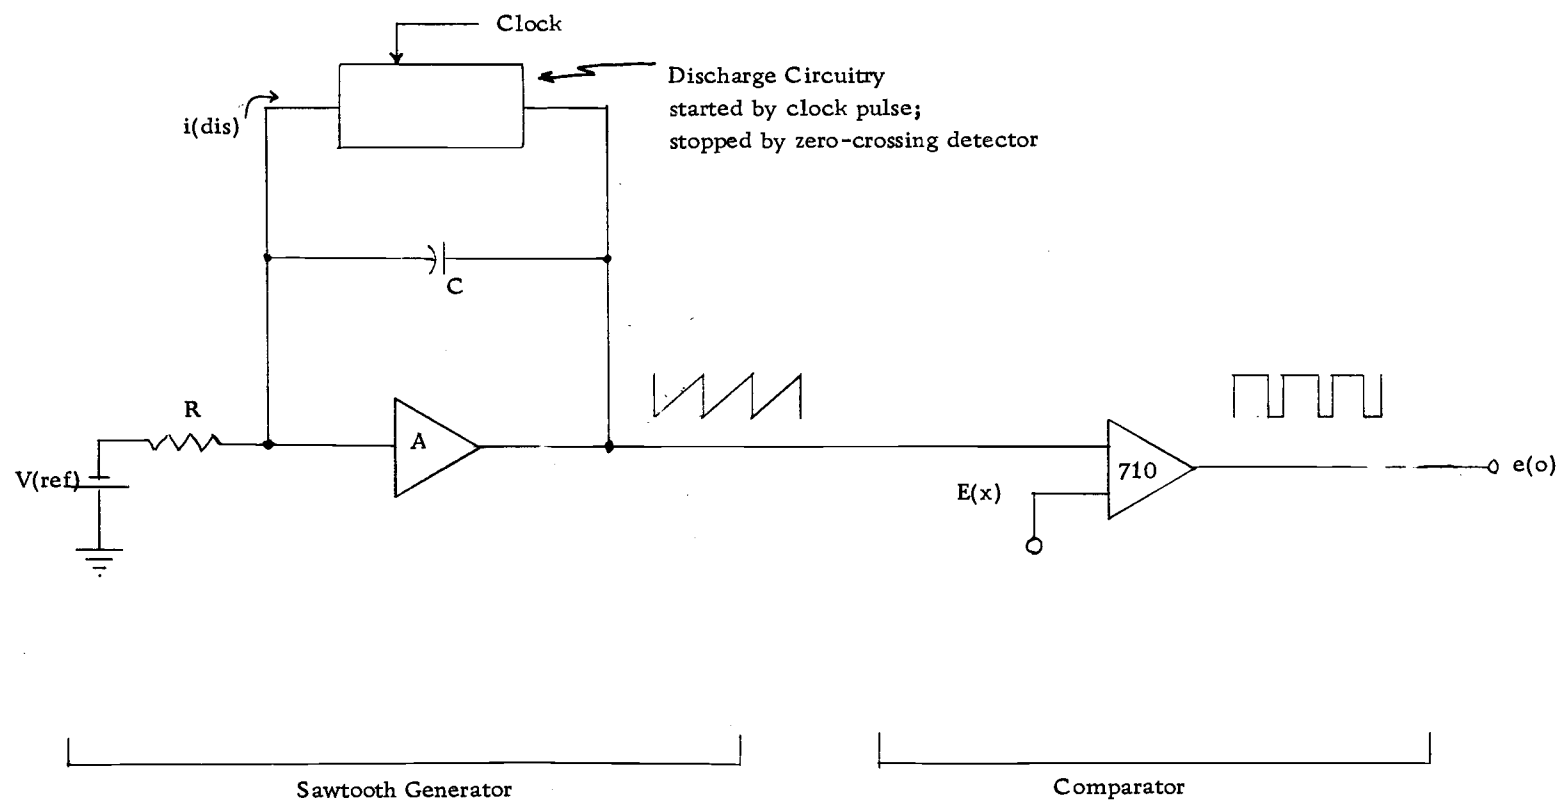 Clock
Discharge Circuitry
started by clock pulse;
stopped by zero-crossing detector
i(dis)
C
R
A
V(ref)
710
E(x)
e(o)
Sawtooth Generator
Comparator